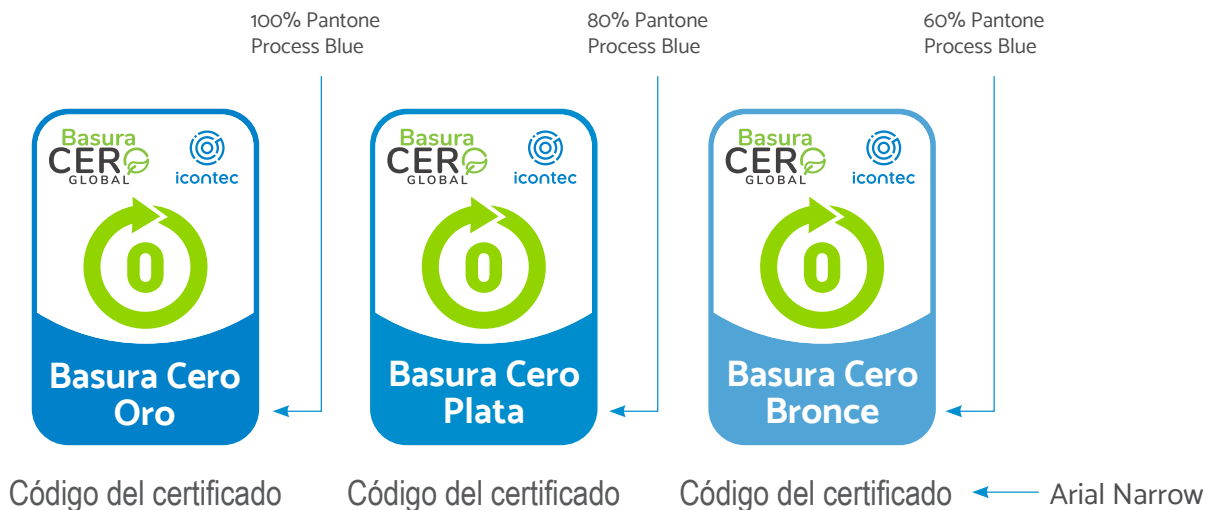 100% Pantone
Process Blue
80% Pantone
Process Blue
60% Pantone
Process Blue
Basura
CERO
GLOBAL
icontec
0
Basura Cero
Oro
Basura
CERO
GLOBAL
icontec
0
Basura Cero
Plata
Basura
CERO
GLOBAL
icontec
0
Basura Cero
Bronce
Código del certificado
Código del certificado
Código del certificado
Arial Narrow